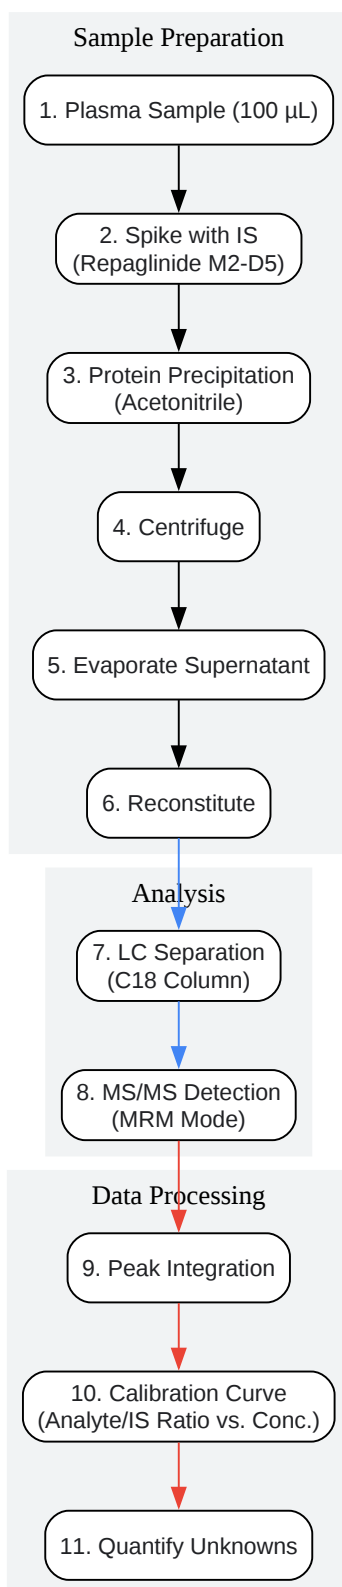 Sample Preparation
1. Plasma Sample (100 µL)
2. Spike with IS
(Repaglinide M2-D5)
3. Protein Precipitation
(Acetonitrile)
4. Centrifuge
5. Evaporate Supernatant
6. Reconstitute
Analysis
7. LC Separation
(C18 Column)
8. MS/MS Detection
(MRM Mode)
Data Processing
9. Peak Integration
10. Calibration Curve
(Analyte/IS Ratio vs. Conc.)
11. Quantify Unknowns